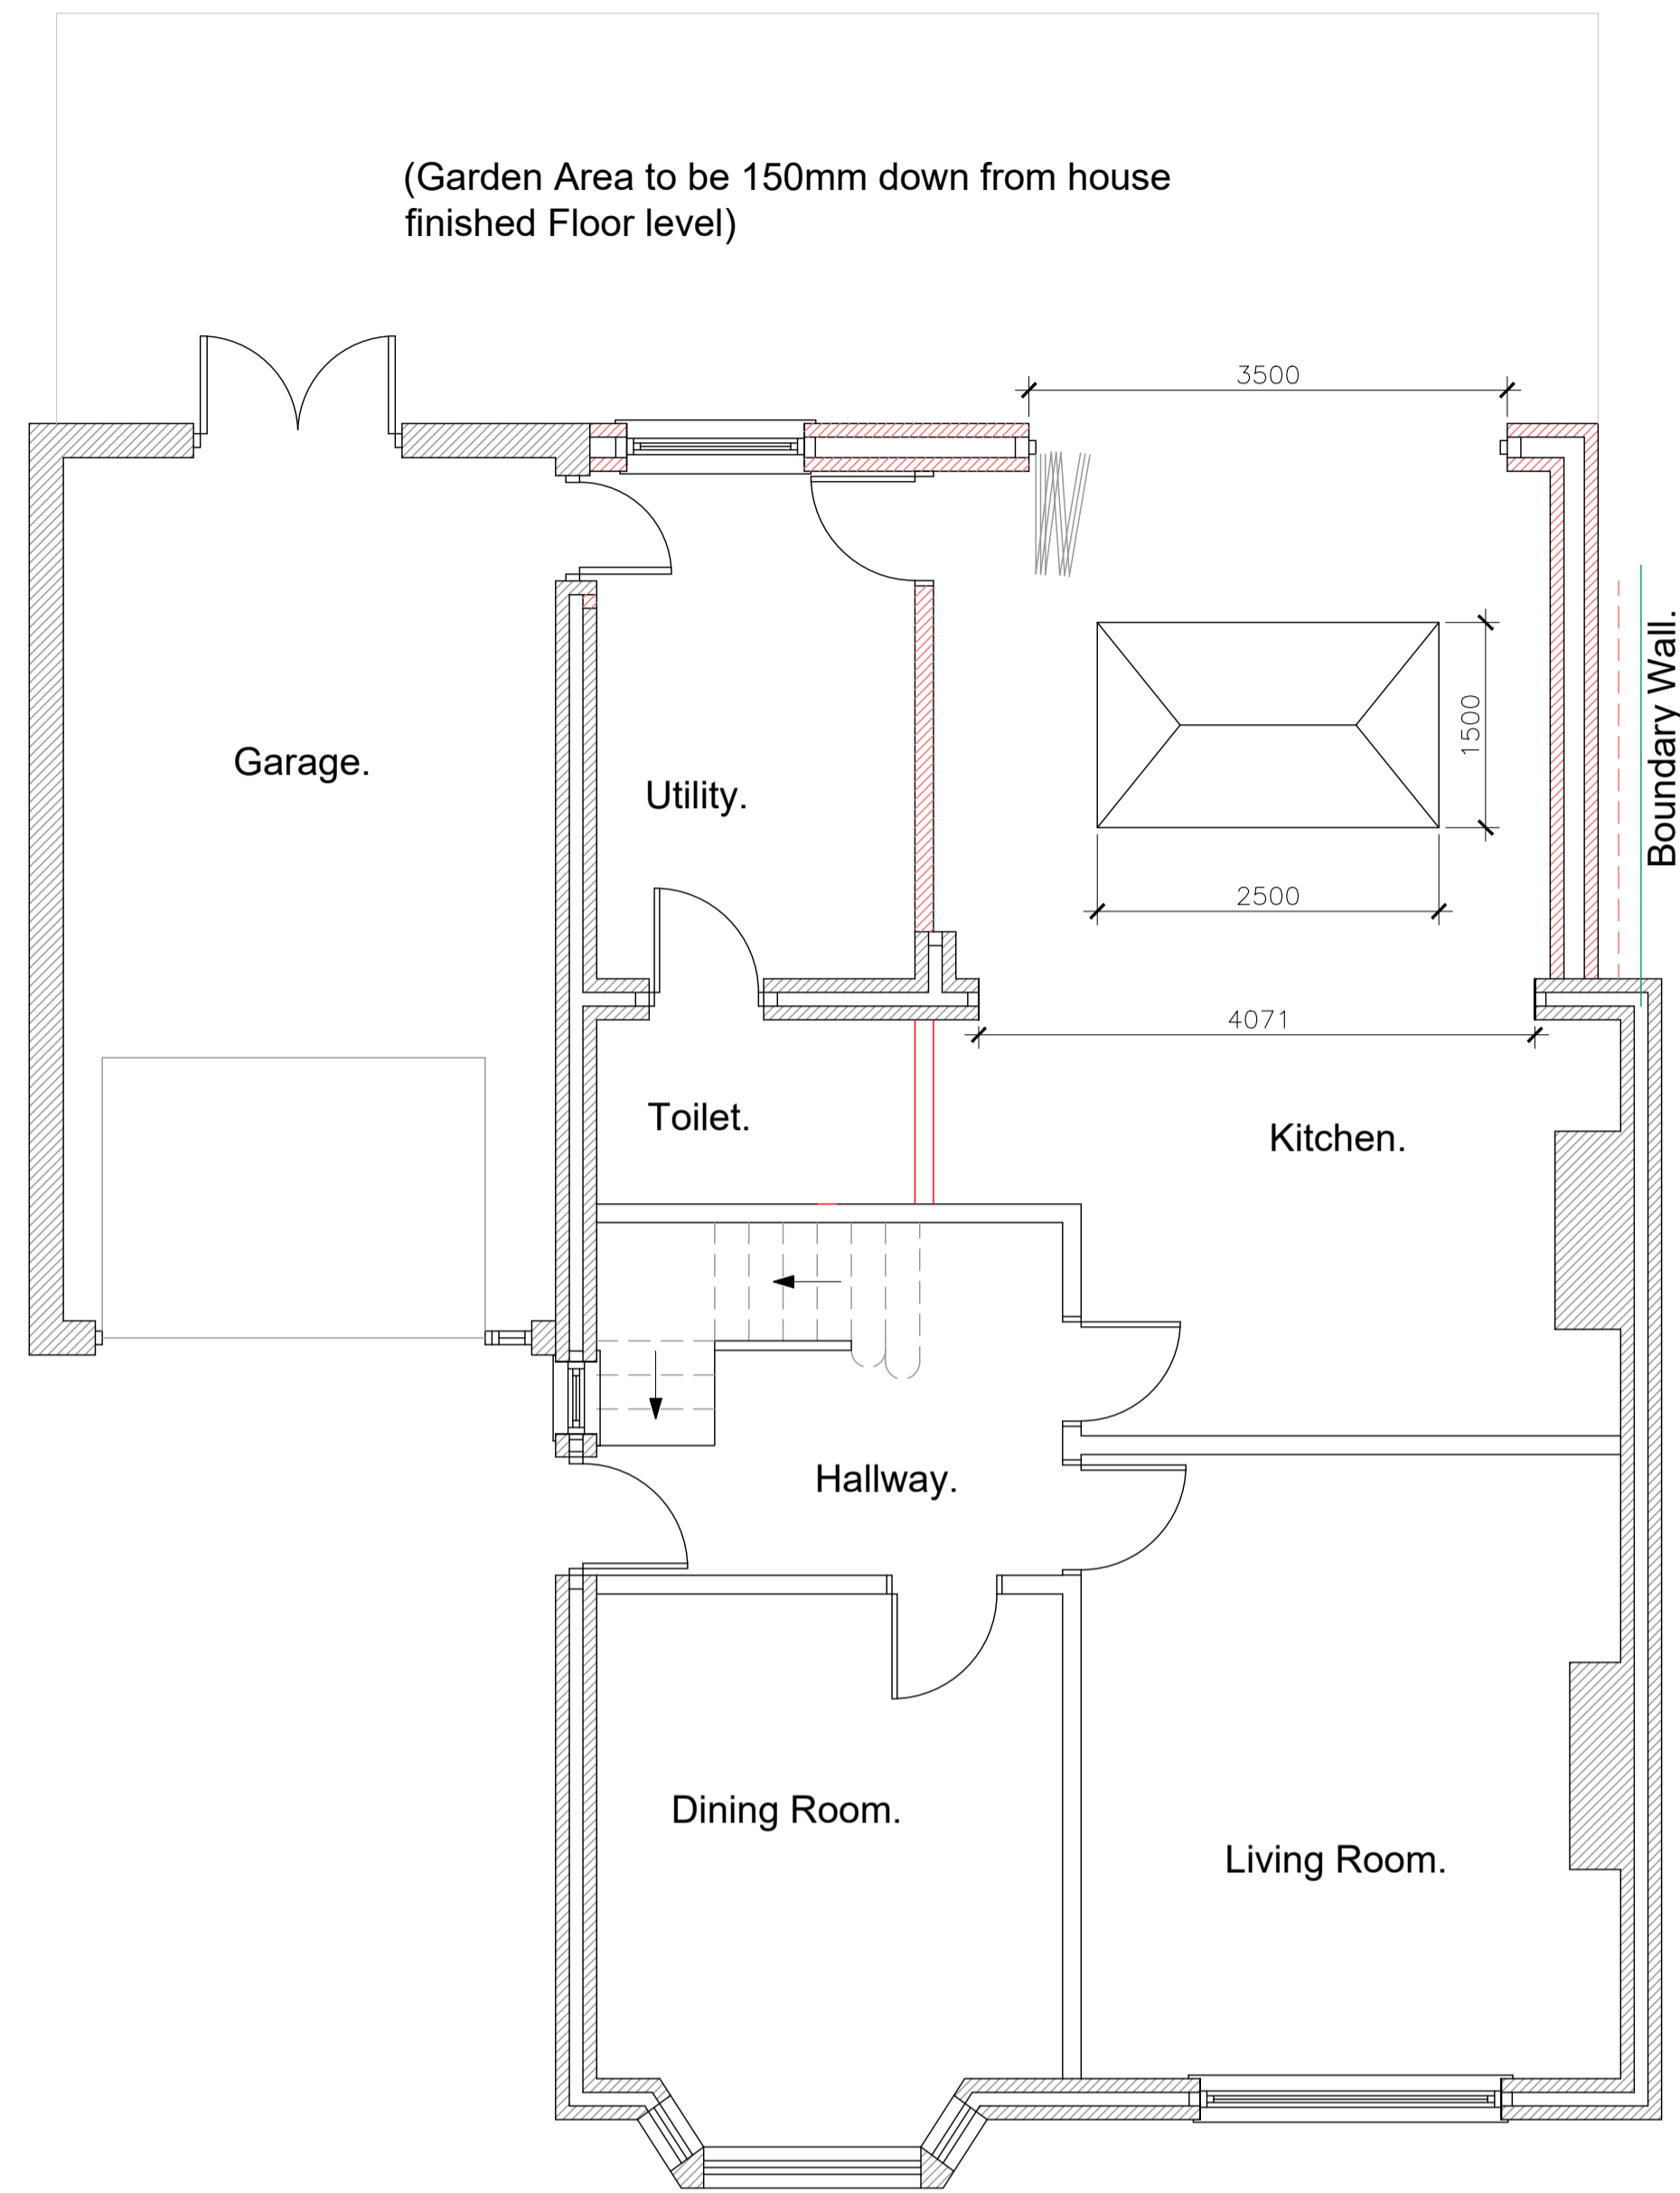 (Garden Area to be 150mm down from house
finished Floor level)
3500
Boundary Wall.
1500
Garage.
Utility.
2500
4071
Toilet.
Kitchen.
Hallway.
Dining Room.
Living Room.